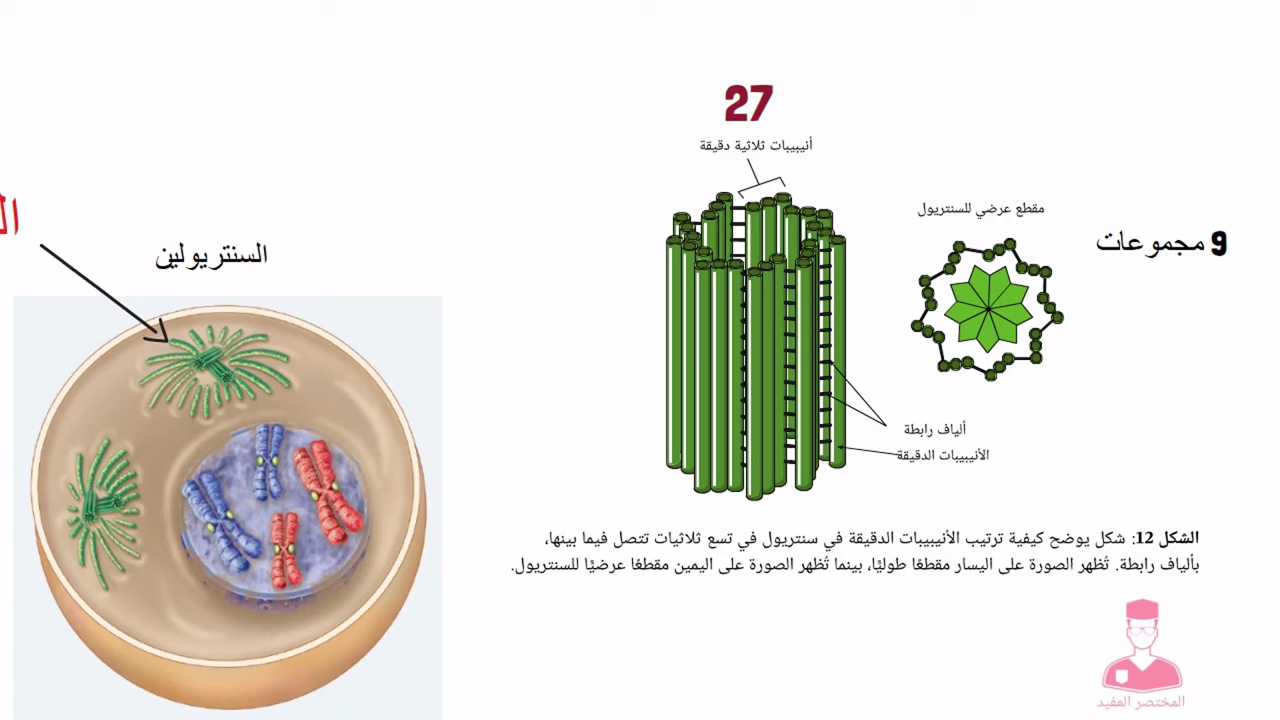 27
أنيبيبات ثلاثية دقيقة
مقطع عرضي للسنتريول
9 مجموعات
السنتريولين
ألياف رابطة
الأنيبيبات الدقيقة
الشكل 12: شكل يوضح كيفية ترتيب الأنيبيبات الدقيقة في سنتريول في تسع ثلاثيات تتصل فيما بينها،
بألياف رابطة. تُظهر الصورة على اليسار مقطعًا طوليًا، بينما تُظهر الصورة على اليمين مقطعًا عرضيًا للسنتريول.
المختصر المفيد